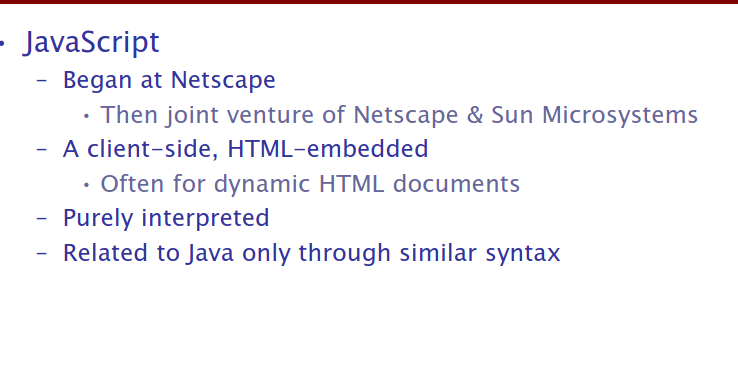 • JavaScript
– Began at Netscape
• Then joint venture of Netscape & Sun Microsystems
– A client-side, HTML-embedded
• Often for dynamic HTML documents
– Purely interpreted
– Related to Java only through similar syntax